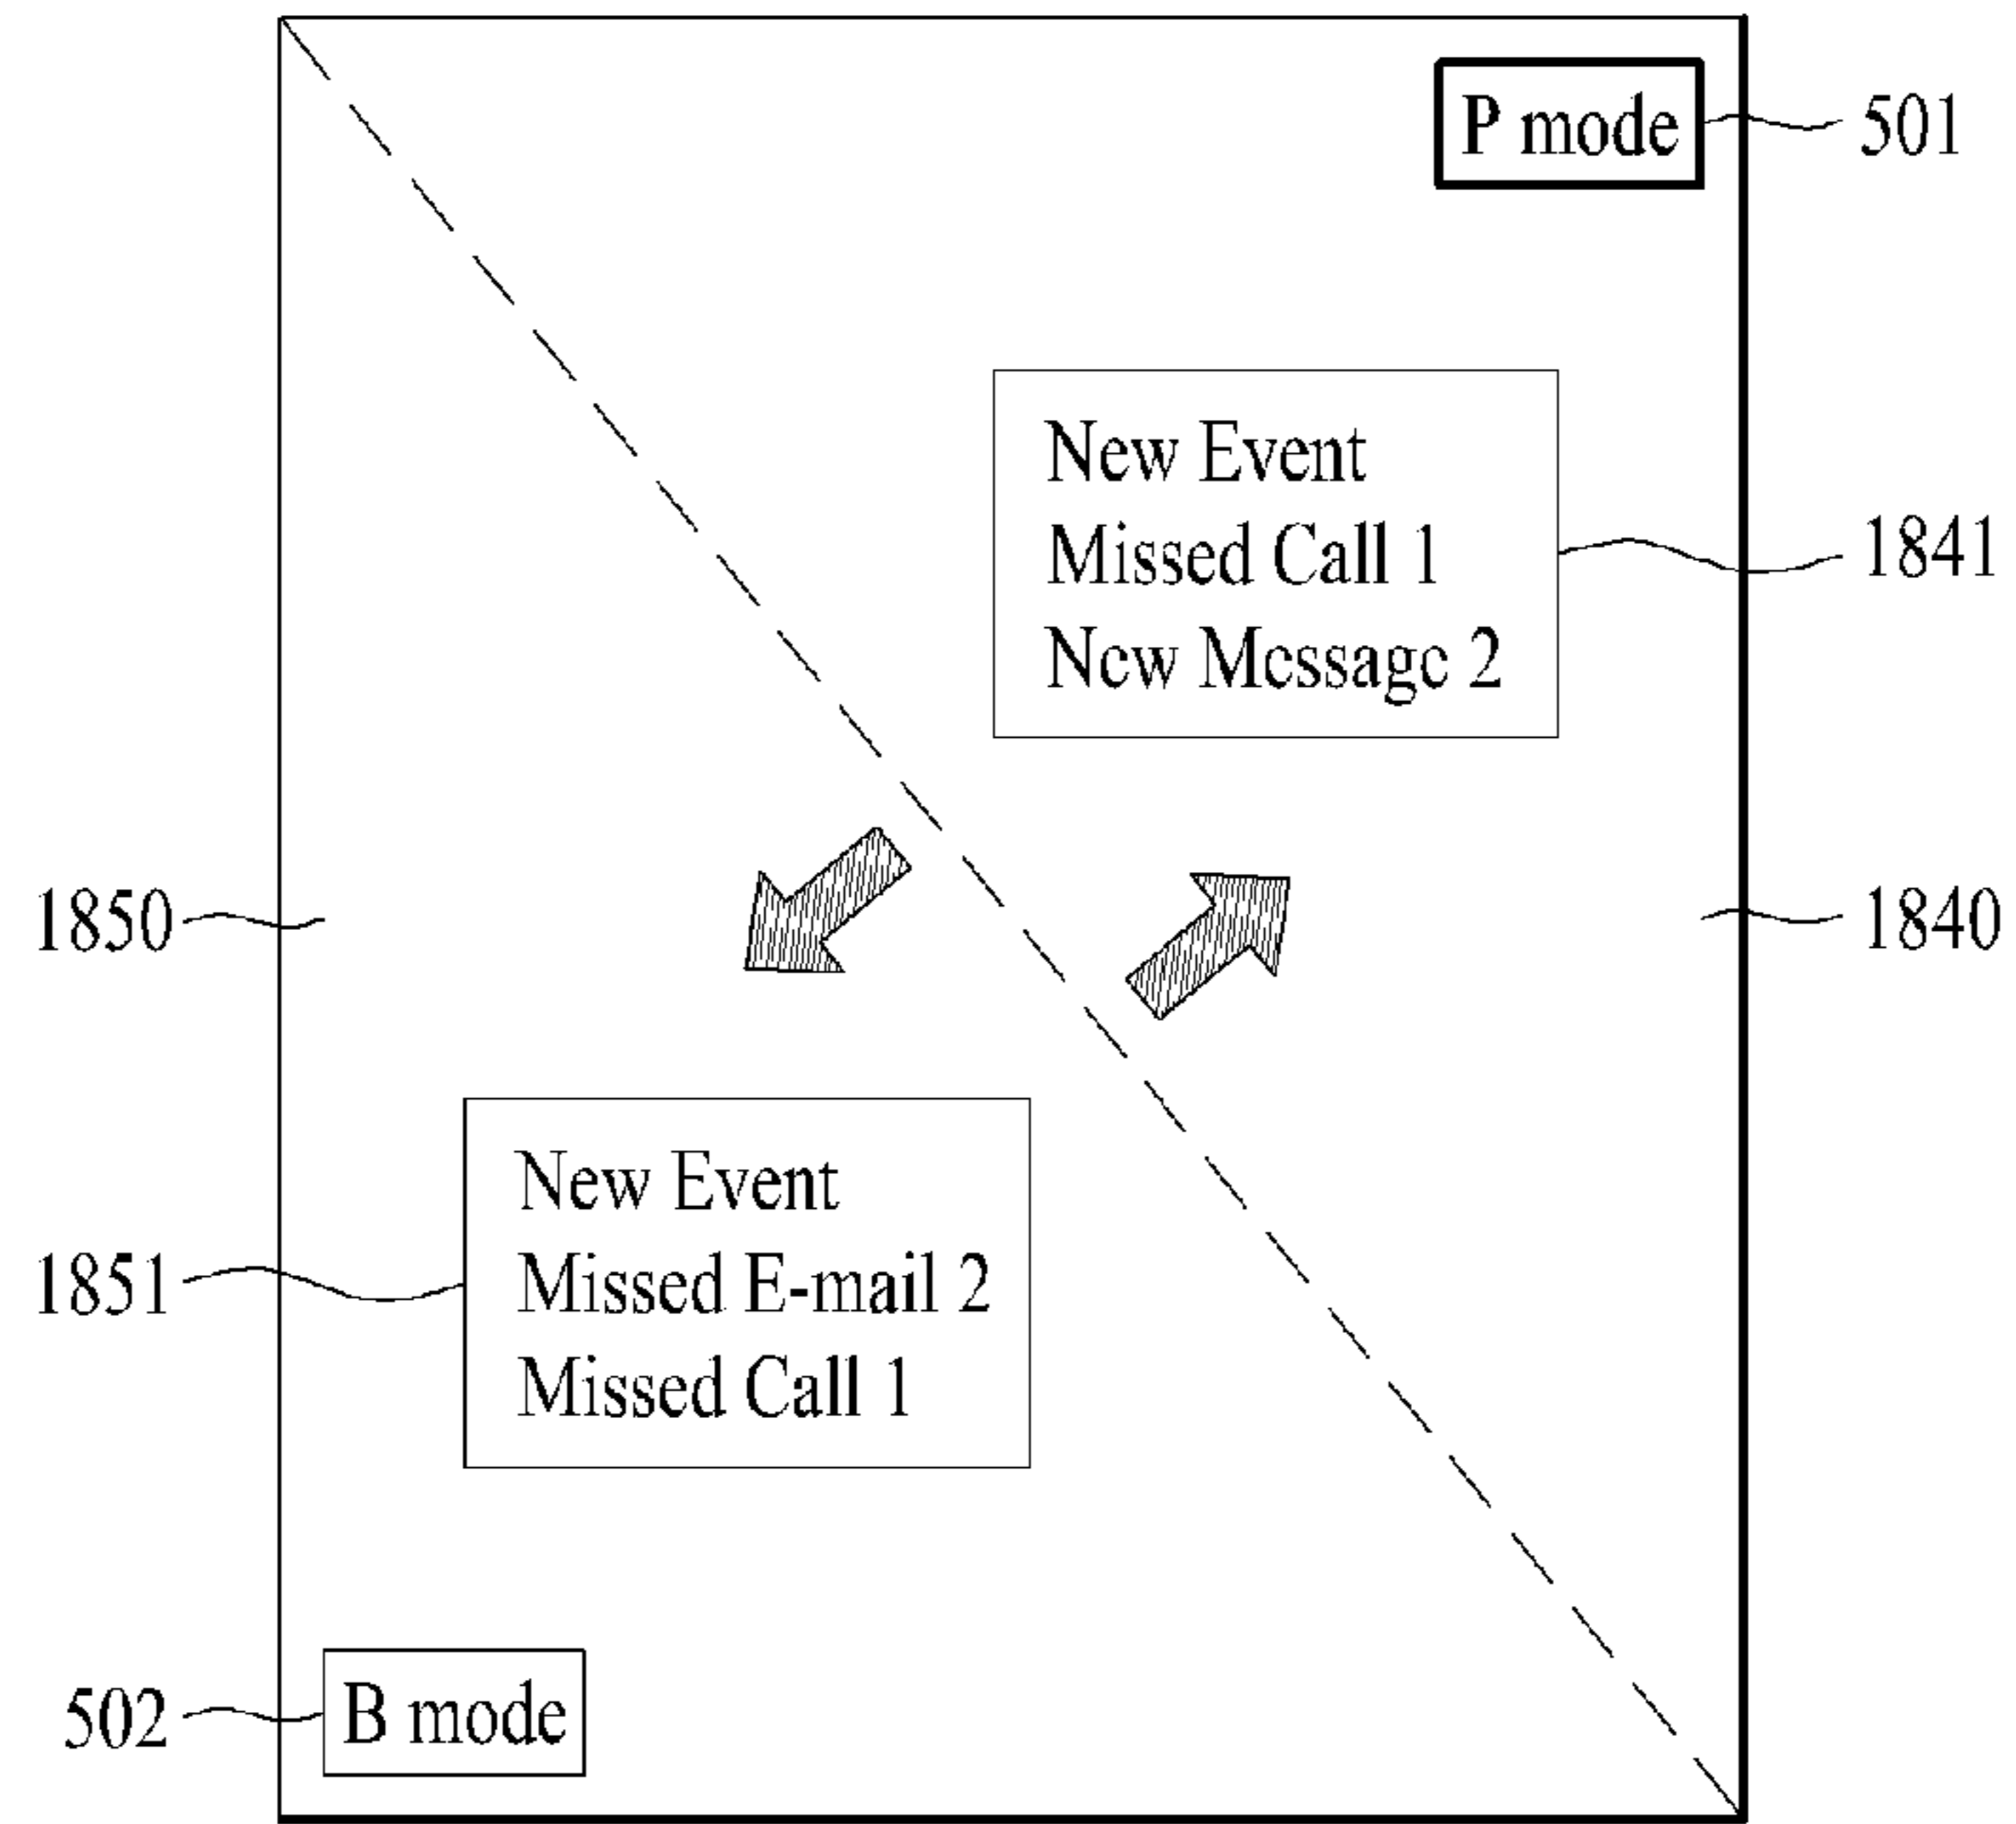 P mode
501
New Event
Missed Call 1
New Message 2
1841
1850
1840
New Event
Missed E-mail 2
Missed Call 1
1851
502
B mode